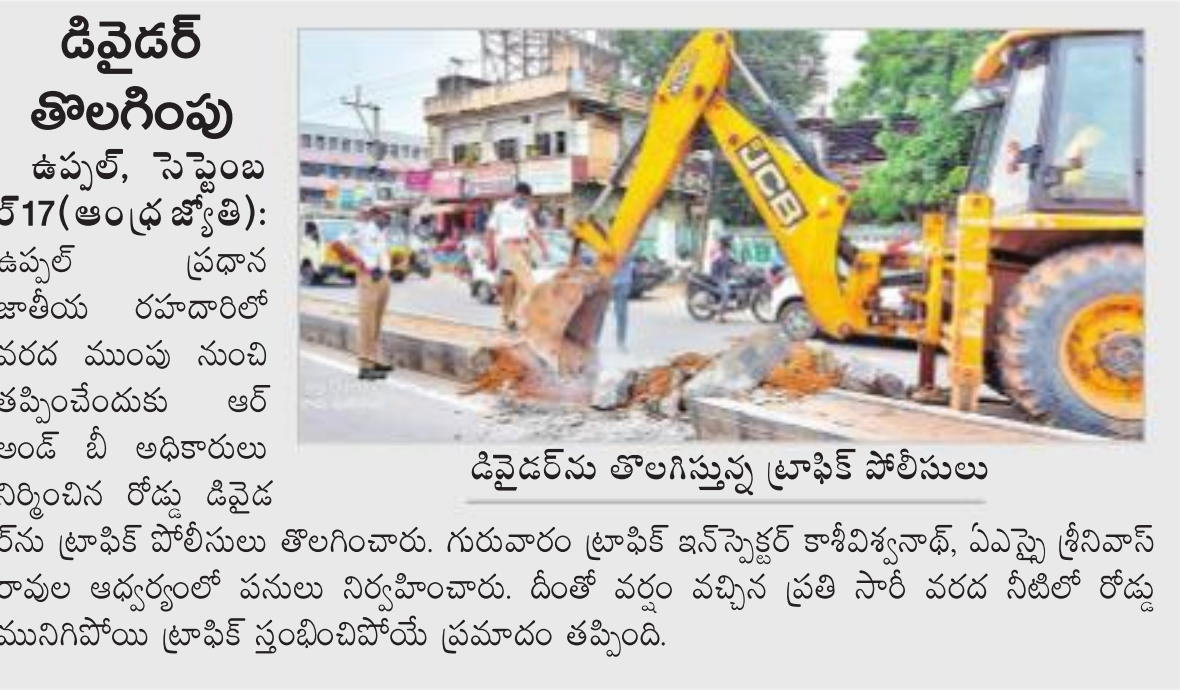 డివైడర్
తొలగింపు
ఉప్పల్, సెప్టెంబ
ర్17(ఆంధ్రజ్యోతి):
ఉప్పల్ ప్రధాన
జాతీయ రహదారిలో
వరద ముంపు నుంచి
తప్పించేందుకు ఆర్
అండ్ బీ అధికారులు
నిర్మించిన రోడ్డు డివైడ
JCB
డివైడర్‌ను తొలగిస్తున్న ట్రాఫిక్ పోలీసులు
ర్‌ను ట్రాఫిక్ పోలీసులు తొలగించారు. గురువారం ట్రాఫిక్ ఇన్‌స్పెక్టర్ కాశీవిశ్వనాథ్, ఏఎస్సై శ్రీనివాస్
రావుల ఆధ్వర్యంలో పనులు నిర్వహించారు. దీంతో వర్షం వచ్చిన ప్రతి సారీ వరద నీటిలో రోడ్డు
మునిగిపోయి ట్రాఫిక్ స్తంభించిపోయే ప్రమాదం తప్పింది.